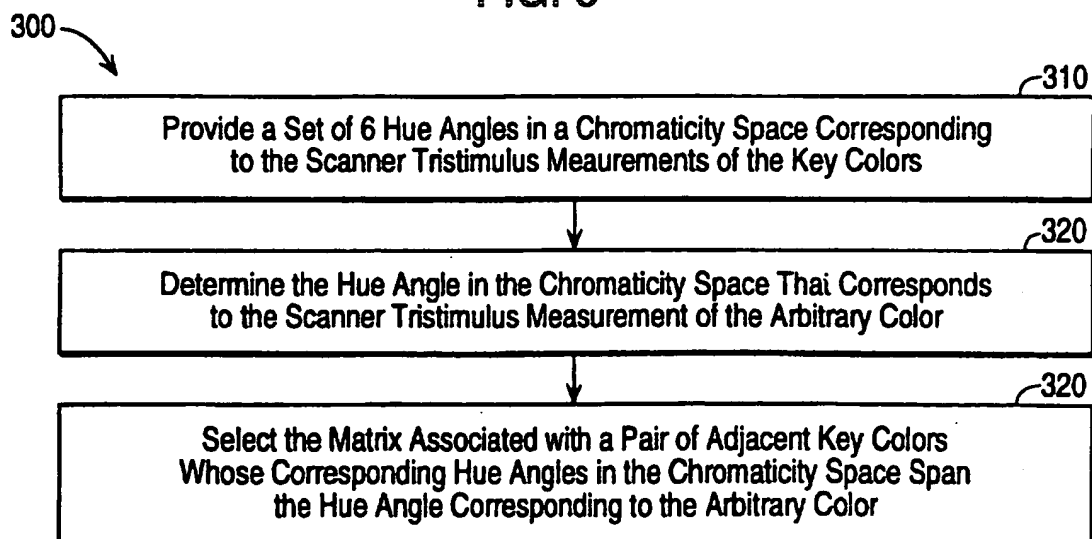 300
310
Provide a Set of 6 Hue Angles in a Chromaticity Space Corresponding
to the Scanner Tristimulus Meaurements of the Key Colors
320
Determine the Hue Angle in the Chromaticity Space That Corresponds
to the Scanner Tristimulus Measurement of the Arbitrary Color
320
Select the Matrix Associated with a Pair of Adjacent Key Colors
Whose Corresponding Hue Angles in the Chromaticity Space Span
the Hue Angle Corresponding to the Arbitrary Color